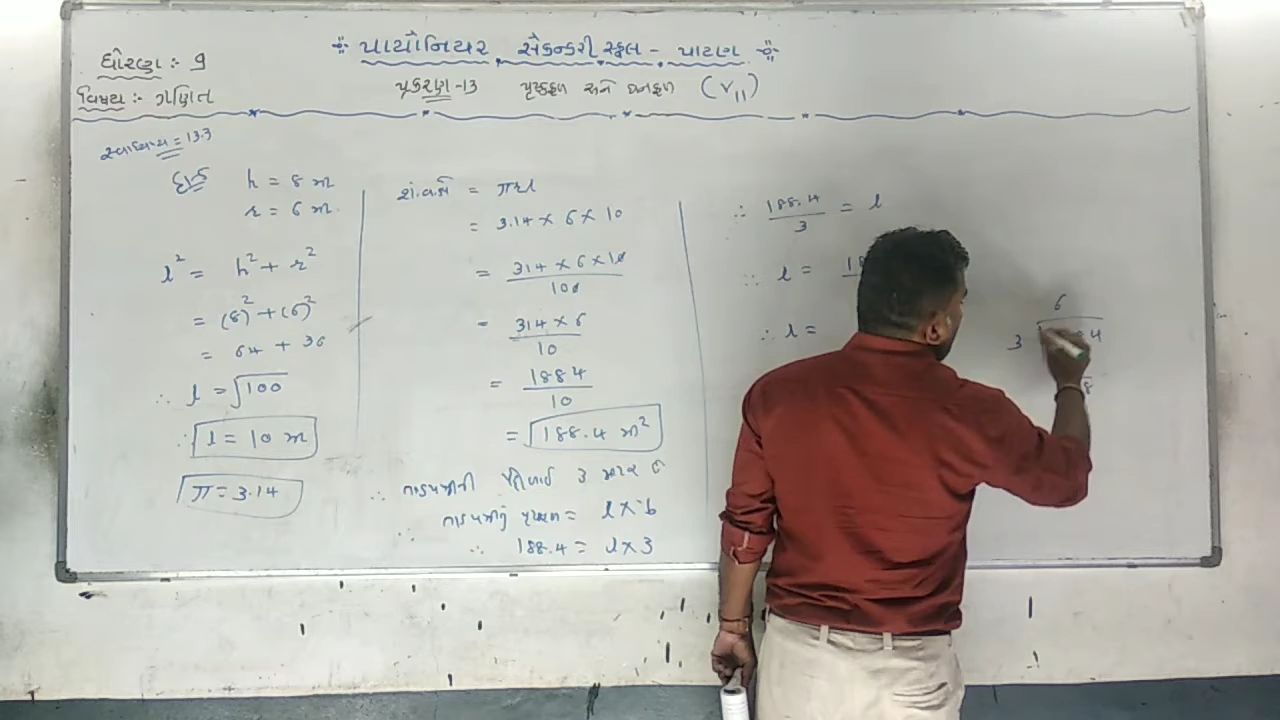 પાયોનિયર સેકન્ડરી સ્કૂલ - પાટણ
ધોરણ :- 9
પ્રકરણ -13 પૃષ્ઠફળ અને ઘનફળ
વિષય :- ગણિત
સ્વાધ્યાય = 13.3
h = 8 મી
r = 6 મી.
l² = h² + r²
= (8)² + (6)²
= 64 + 36
∴ l = √100
∴ l = 10 મી
π = 3.14
= πrl
= 3.14 × 6 × 10
= 314 × 6 × 10
100
= 314 × 6
10
= 1884
10
= 188.4 મી²
∴ તાડપત્રીની પહોળાઈ 3 મીટર
∴ તાડપત્રીનું = l × b
∴ 188.4 = l × 3
∴ 188.4 = l
3
∴ l =
∴ l =
6
3
8